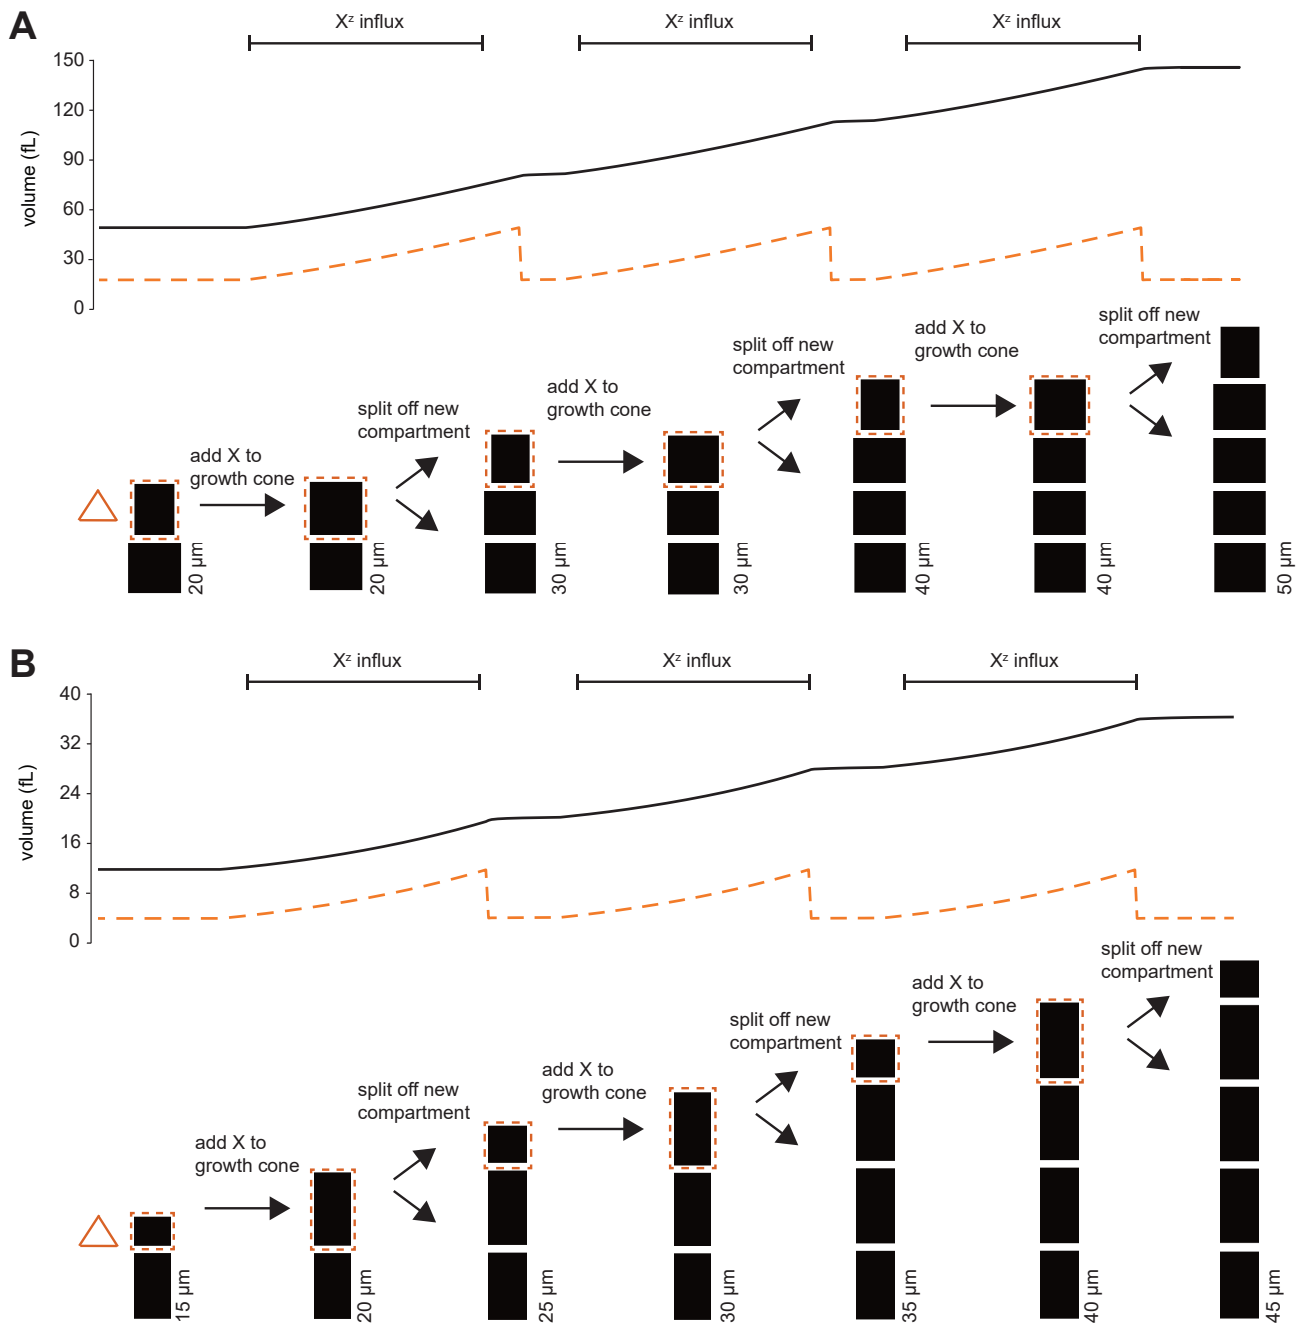 A
Xᶻ influx
Xᶻ influx
Xᶻ influx
150
120
90
60
30
0
volume (fL)
add X to
growth cone
split off new
compartment
add X to
growth cone
split off new
compartment
add X to
growth cone
split off new
compartment
20 µm
20 µm
30 µm
30 µm
40 µm
40 µm
50 µm
B
Xᶻ influx
Xᶻ influx
Xᶻ influx
40
32
24
16
8
0
volume (fL)
add X to
growth cone
split off new
compartment
add X to
growth cone
split off new
compartment
add X to
growth cone
split off new
compartment
15 µm
20 µm
25 µm
30 µm
35 µm
40 µm
45 µm